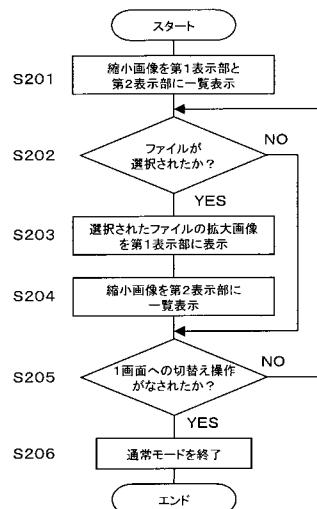 スタート
S201
縮小画像を第1表示部と
第2表示部に一覧表示
S202
ファイルが
選択されたか?
NO
YES
S203
選択されたファイルの拡大画像
を第1表示部に表示
S204
縮小画像を第2表示部に
一覧表示
S205
1画面への切替え操作
がなされたか?
NO
YES
S206
通常モードを終了
エンド